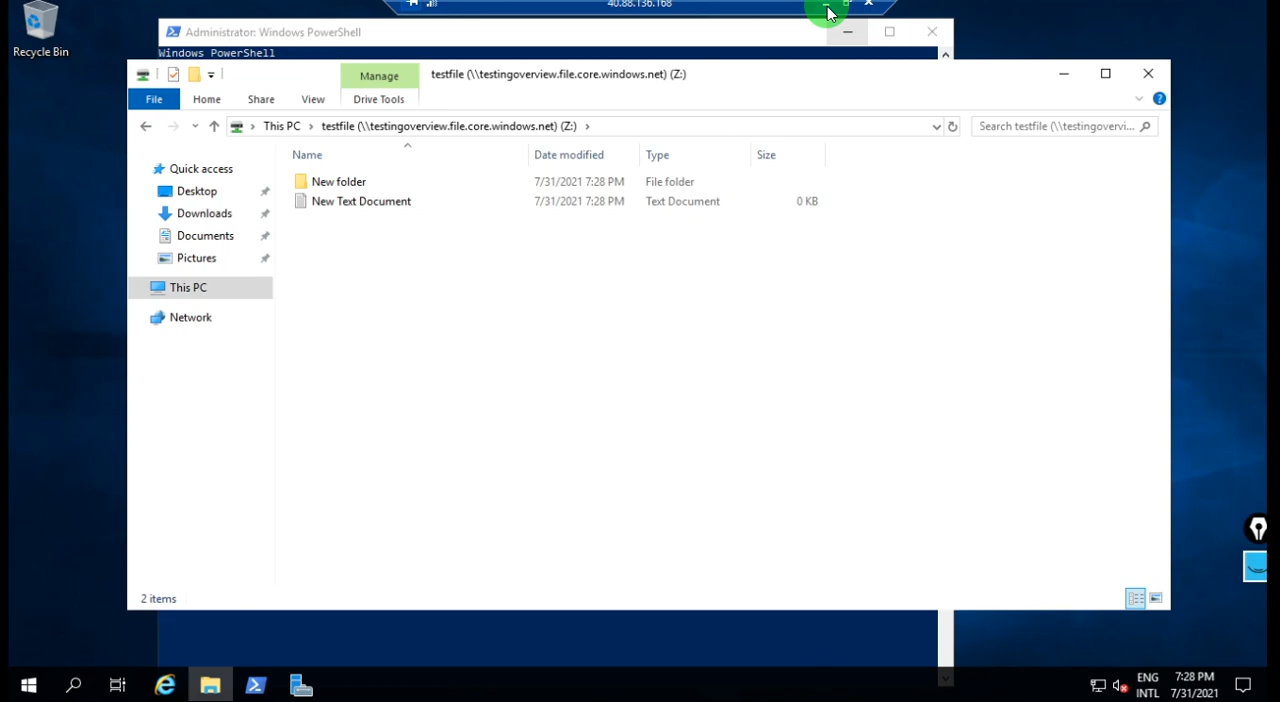 40.88.136.168
Recycle Bin
Administrator: Windows PowerShell
Windows PowerShell
Manage
testfile (\\testingoverview.file.core.windows.net) (Z:)
File
Home
Share
View
Drive Tools
This PC
testfile (\\testingoverview.file.core.windows.net) (Z:)
Search testfile (\\testingovervi...
Name
Date modified
Type
Size
Quick access
Desktop
Downloads
Documents
Pictures
This PC
Network
New folder
7/31/2021 7:28 PM
File folder
New Text Document
7/31/2021 7:28 PM
Text Document
0 KB
2 items
ENG
INTL
7:28 PM
7/31/2021